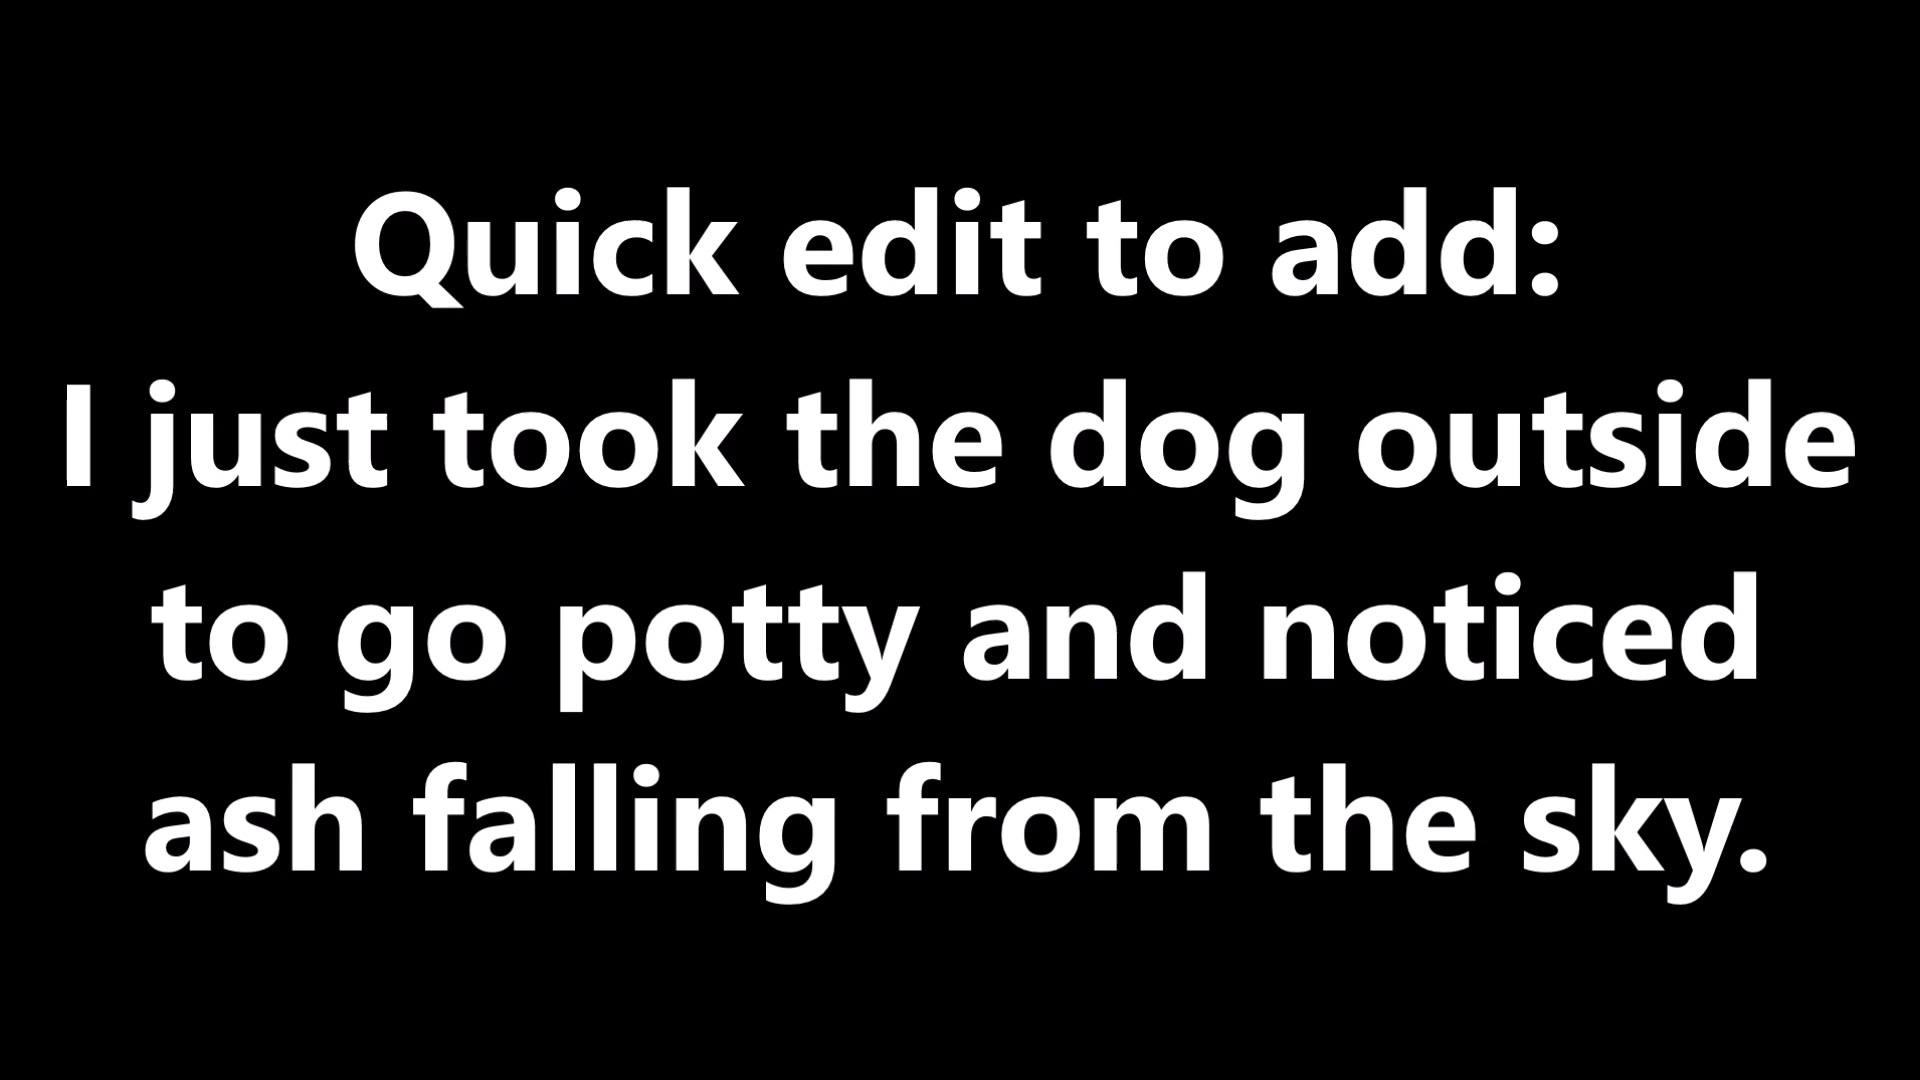 Quick edit to add:
I just took the dog outside
to go potty and noticed
ash falling from the sky.